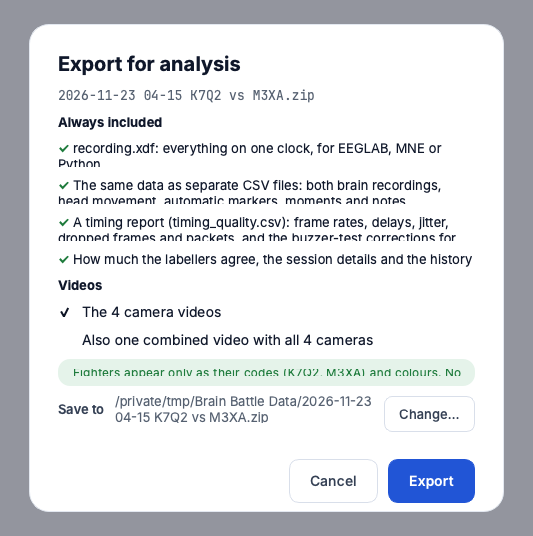 Export for analysis
2026-11-23 04-15 K7Q2 vs M3XA.zip
Always included
✓ recording.xdf: everything on one clock, for EEGLAB, MNE or
Python
✓ The same data as separate CSV files: both brain recordings,
head movement, automatic markers, moments and notes
✓ A timing report (timing_quality.csv): frame rates, delays, jitter,
dropped frames and packets, and the buzzer-test corrections for
✓ How much the labellers agree, the session details and the history
Videos
✓ The 4 camera videos
Also one combined video with all 4 cameras
Fighters appear only as their codes (K7Q2, M3XA) and colours. No
Save to
/private/tmp/Brain Battle Data/2026-11-23
04-15 K7Q2 vs M3XA.zip
Change...
Cancel
Export